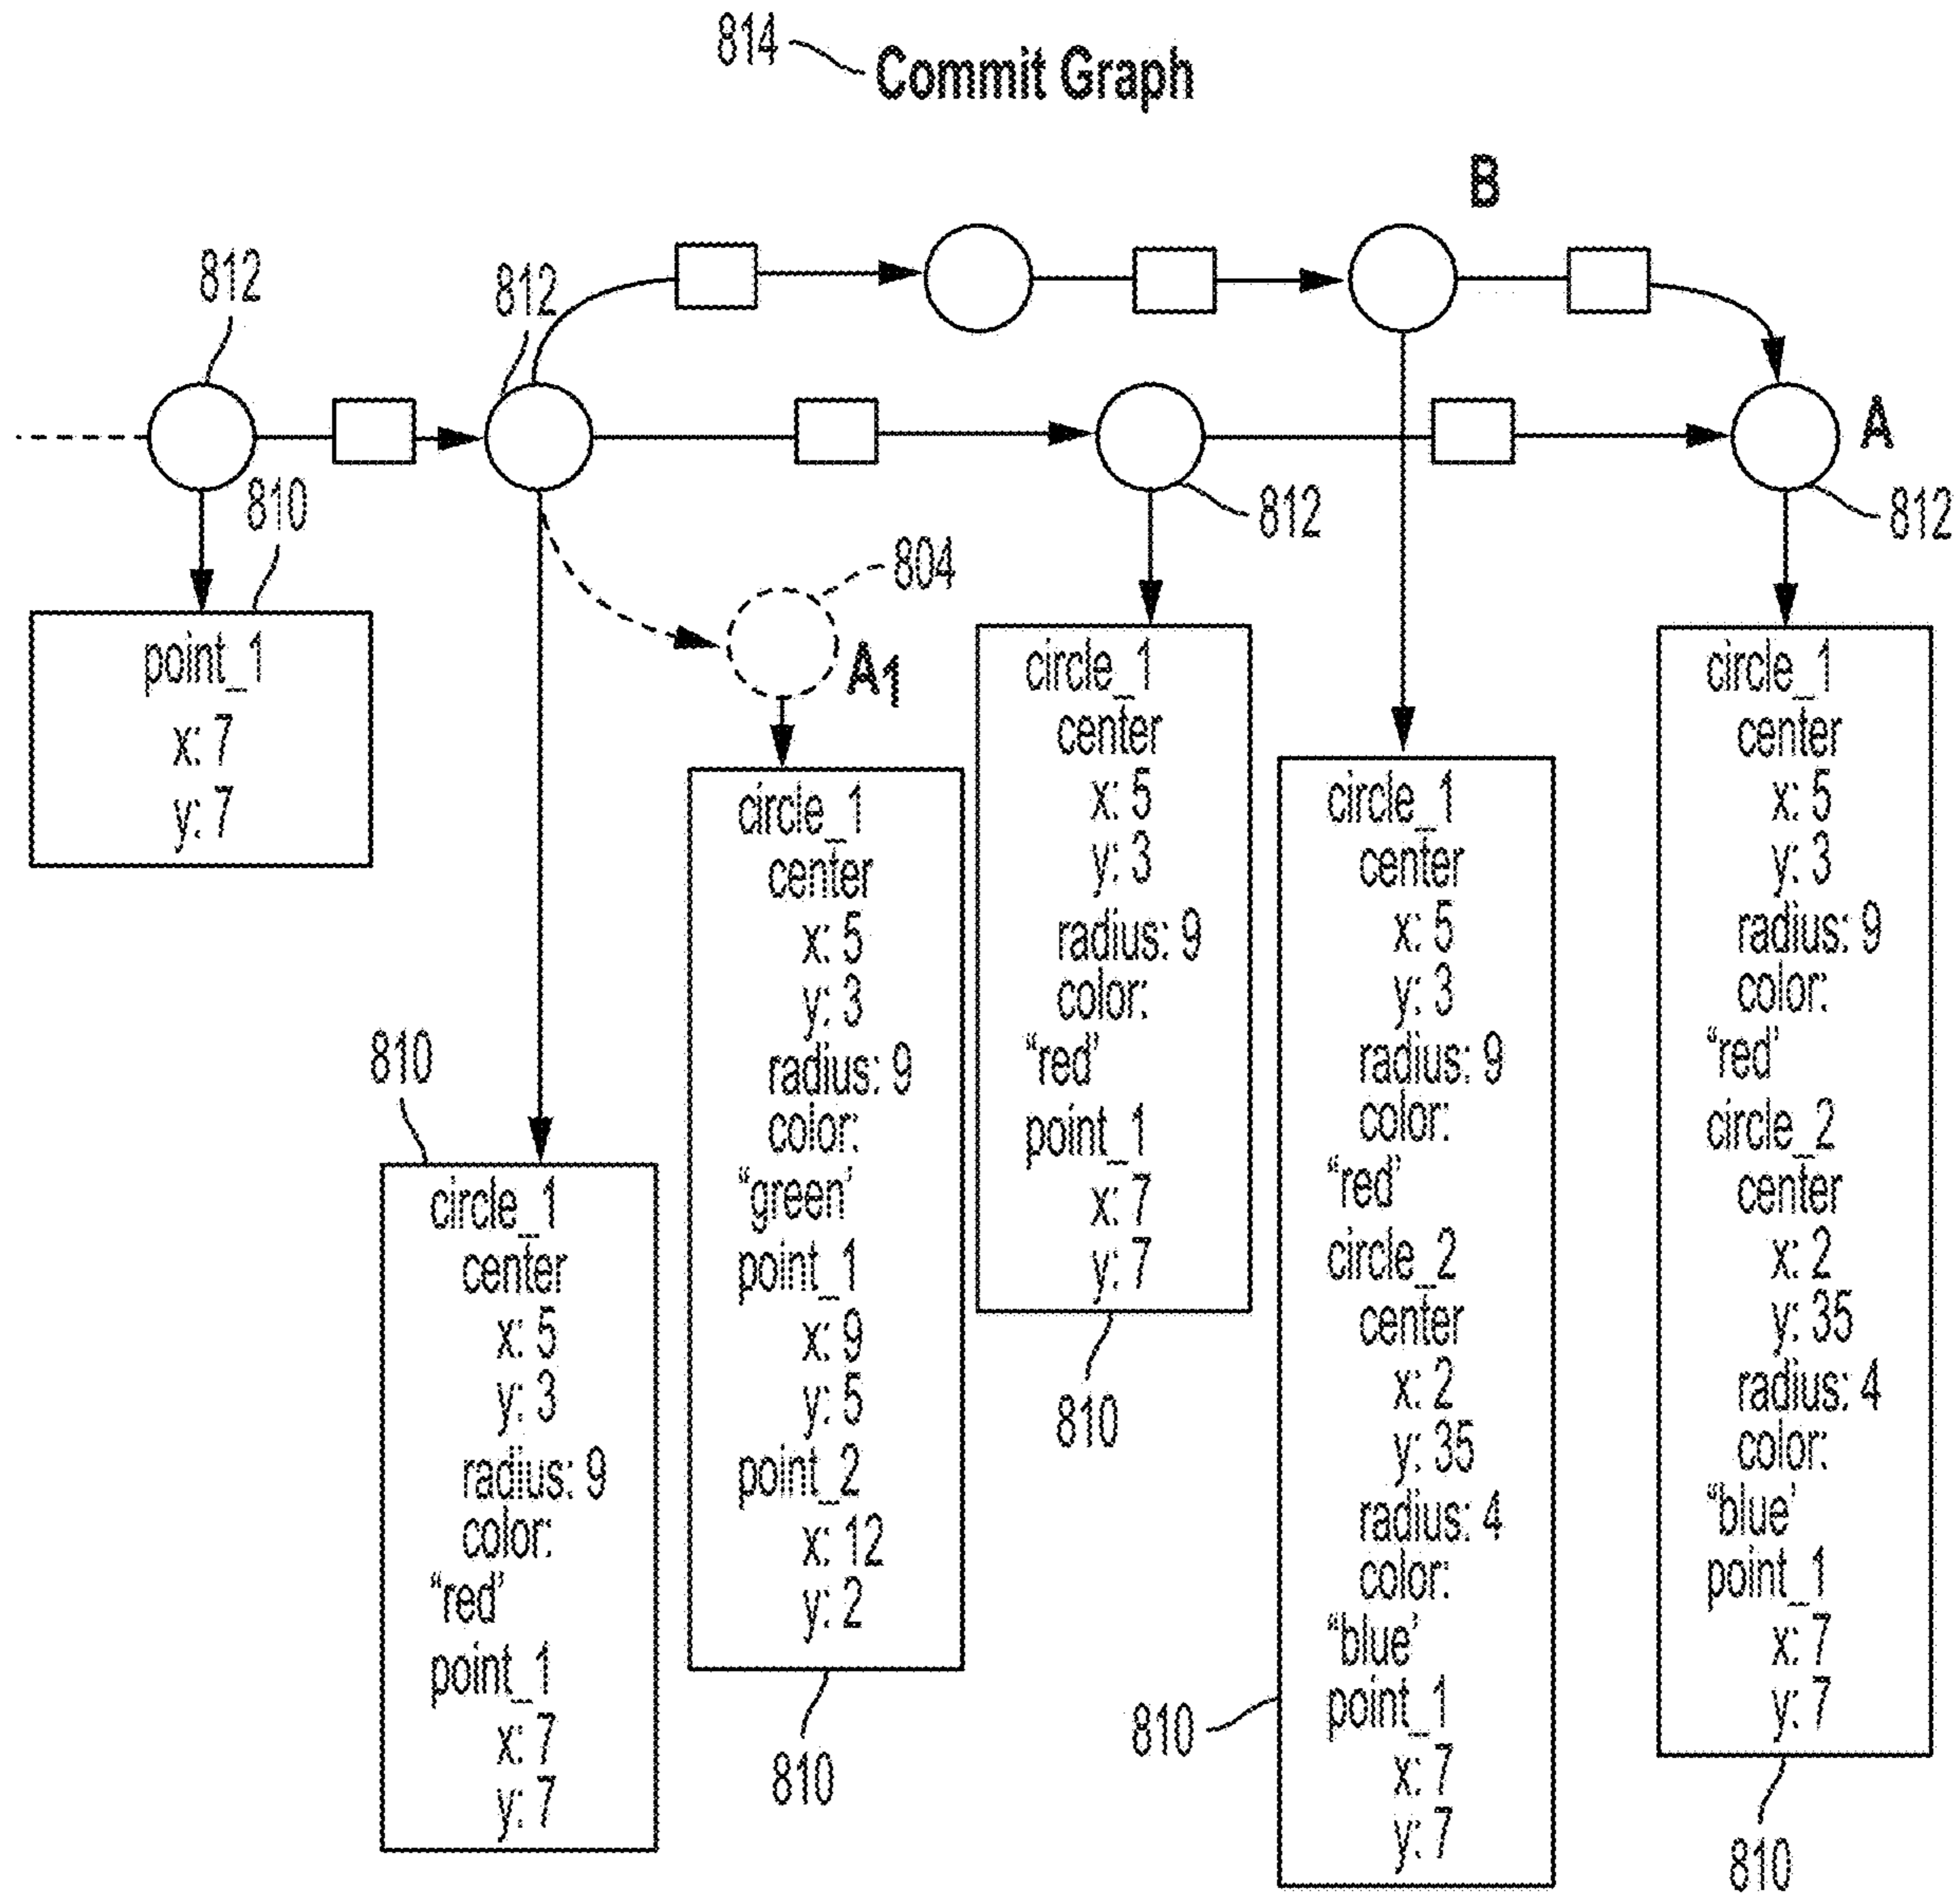 814
Commit Graph
B
812
812
A
812
812
810
804
A1
point_1
x: 7
y: 7
810
circle_1
center
x: 5
y: 3
radius: 9
color:
“red’
point_1
x: 7
y: 7
circle_1
center
x: 5
y: 3
radius: 9
color:
“green’
point_1
x: 9
y: 5
point_2
x: 12
y: 2
810
circle_1
center
x: 5
y: 3
radius: 9
color:
“red’
point_1
x: 7
y: 7
810
circle_1
center
x: 5
y: 3
radius: 9
color:
“red’
circle_2
center
x: 2
y: 35
radius: 4
color:
“blue’
point_1
x: 7
y: 7
810
circle_1
center
x: 5
y: 3
radius: 9
color:
“red’
circle_2
center
x: 2
y: 35
radius: 4
color:
“blue’
point_1
x: 7
y: 7
810